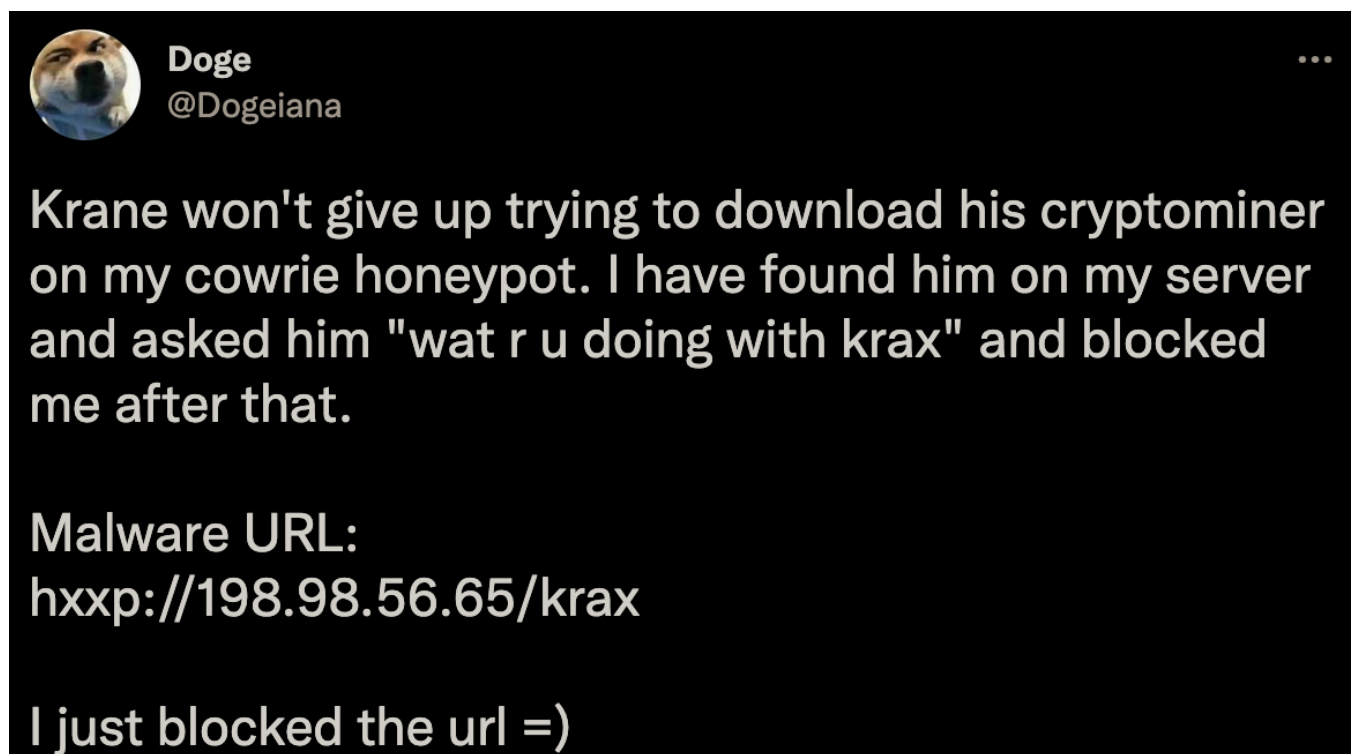 Doge
@Dogeiana
Krane won't give up trying to download his cryptominer
on my cowrie honeypot. I have found him on my server
and asked him "wat r u doing with krax" and blocked
me after that.
Malware URL:
hxxp://198.98.56.65/krax
I just blocked the url =)